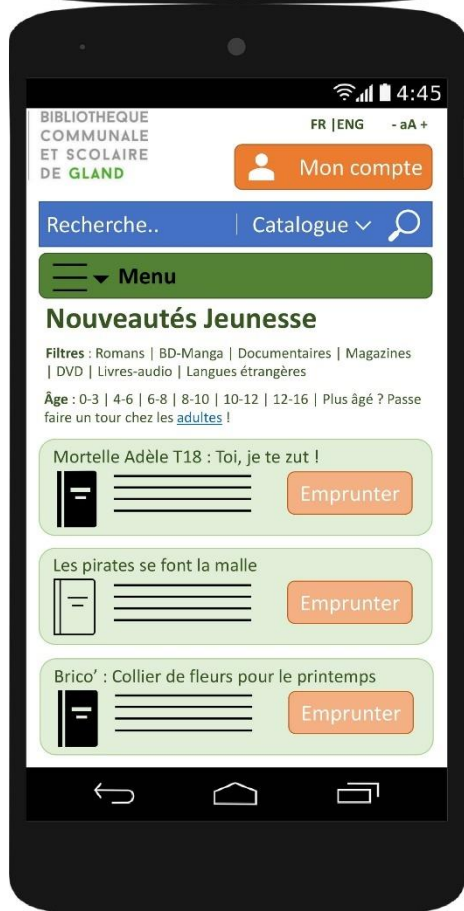 4:45
BIBLIOTHEQUE
COMMUNALE
ET SCOLAIRE
DE GLAND
FR |ENG - aA +
Mon compte
Recherche.. | Catalogue
Menu
Nouveautés Jeunesse
Filtres : Romans | BD-Manga | Documentaires | Magazines
| DVD | Livres-audio | Langues étrangères
Âge : 0-3 | 4-6 | 6-8 | 8-10 | 10-12 | 12-16 | Plus âgé ? Passe
faire un tour chez les adultes !
Mortelle Adèle T18 : Toi, je te zut !
Emprunter
Les pirates se font la malle
Emprunter
Brico’ : Collier de fleurs pour le printemps
Emprunter